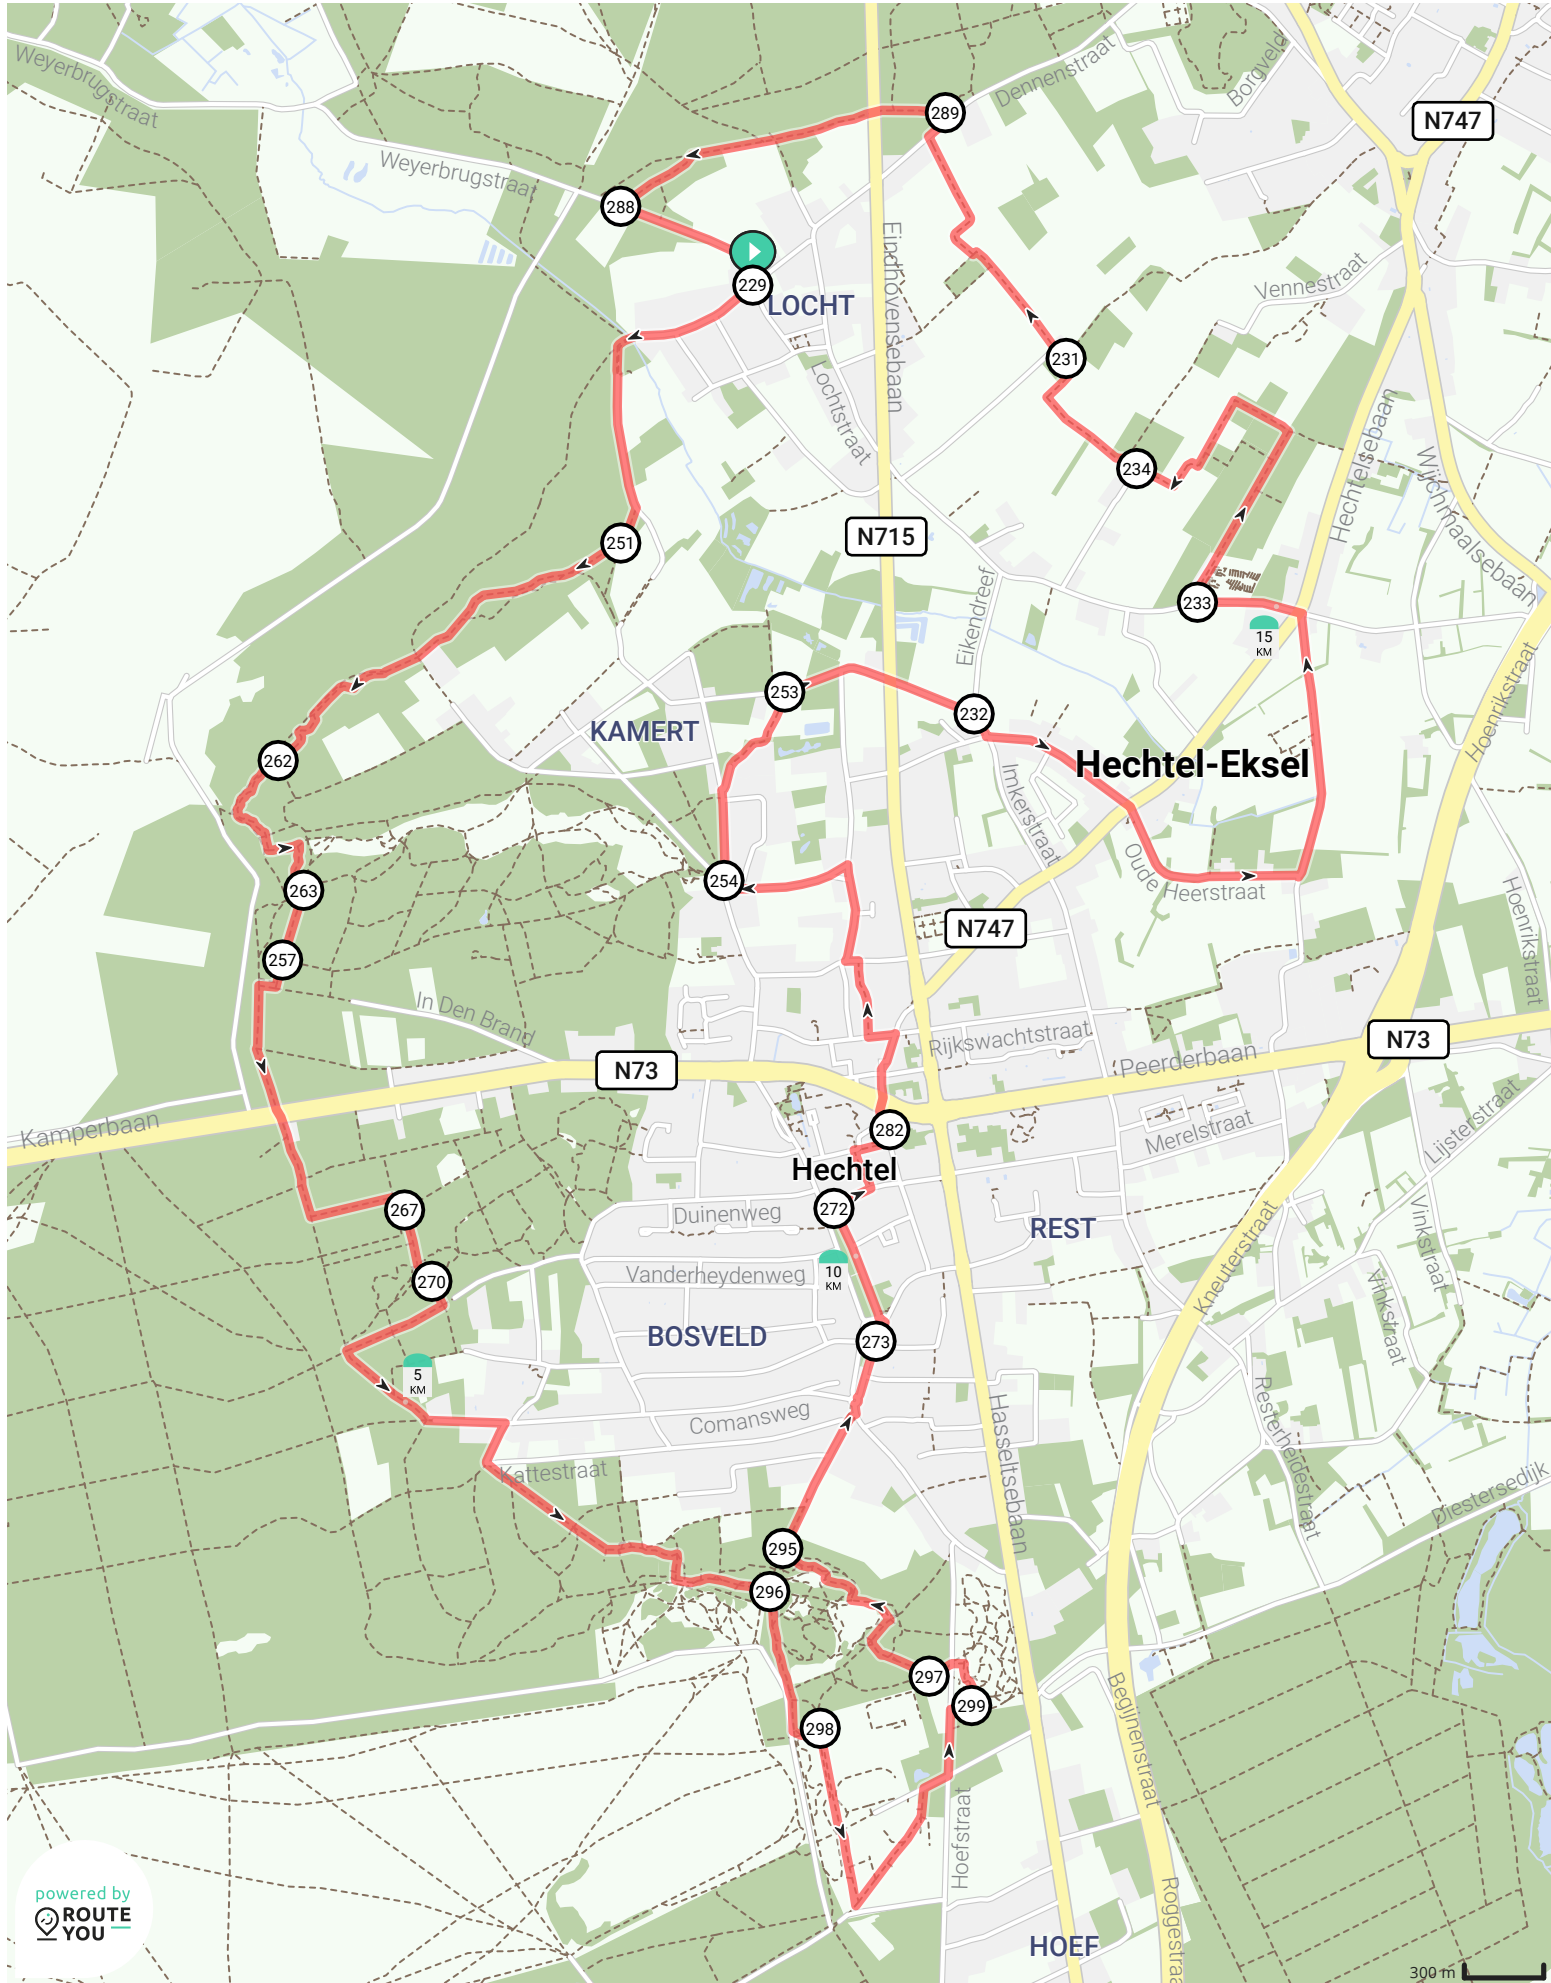 Weyerbrugstraat
Dennenstraat
Borgveld
N747
289
Weyerbrugstraat
288
229
LOCHT
Eindhovensebaan
Vennestraat
231
Lochtstraat
Hechtelsebaan
234
Wijchmaalsebaan
N715
251
Eikendreef
233
15
KM
253
232
KAMERT
Hoenrikstraat
262
Hechtel-Eksel
Imkerstraat
263
254
Oude Heerstraat
N747
Hoenrikstraat
257
In Den Brand
Rijkswachtstraat
N73
N73
Peerderbaan
Kamperbaan
282
Merelstraat
Lijsterstraat
Hechtel
267
272
Duinenweg
REST
Vinkstraat
Kneuterstraat
270
Vanderheydenweg
10
KM
Vinkstraat
BOSVELD
273
5
KM
Comansweg
Hasseltsebaan
Resterheidestraat
Kattestraat
Diestersedijk
295
296
297
299
298
Begijnenstraat
Hoefstraat
powered by
ROUTE
YOU
Roggestraa
HOEF
300 m